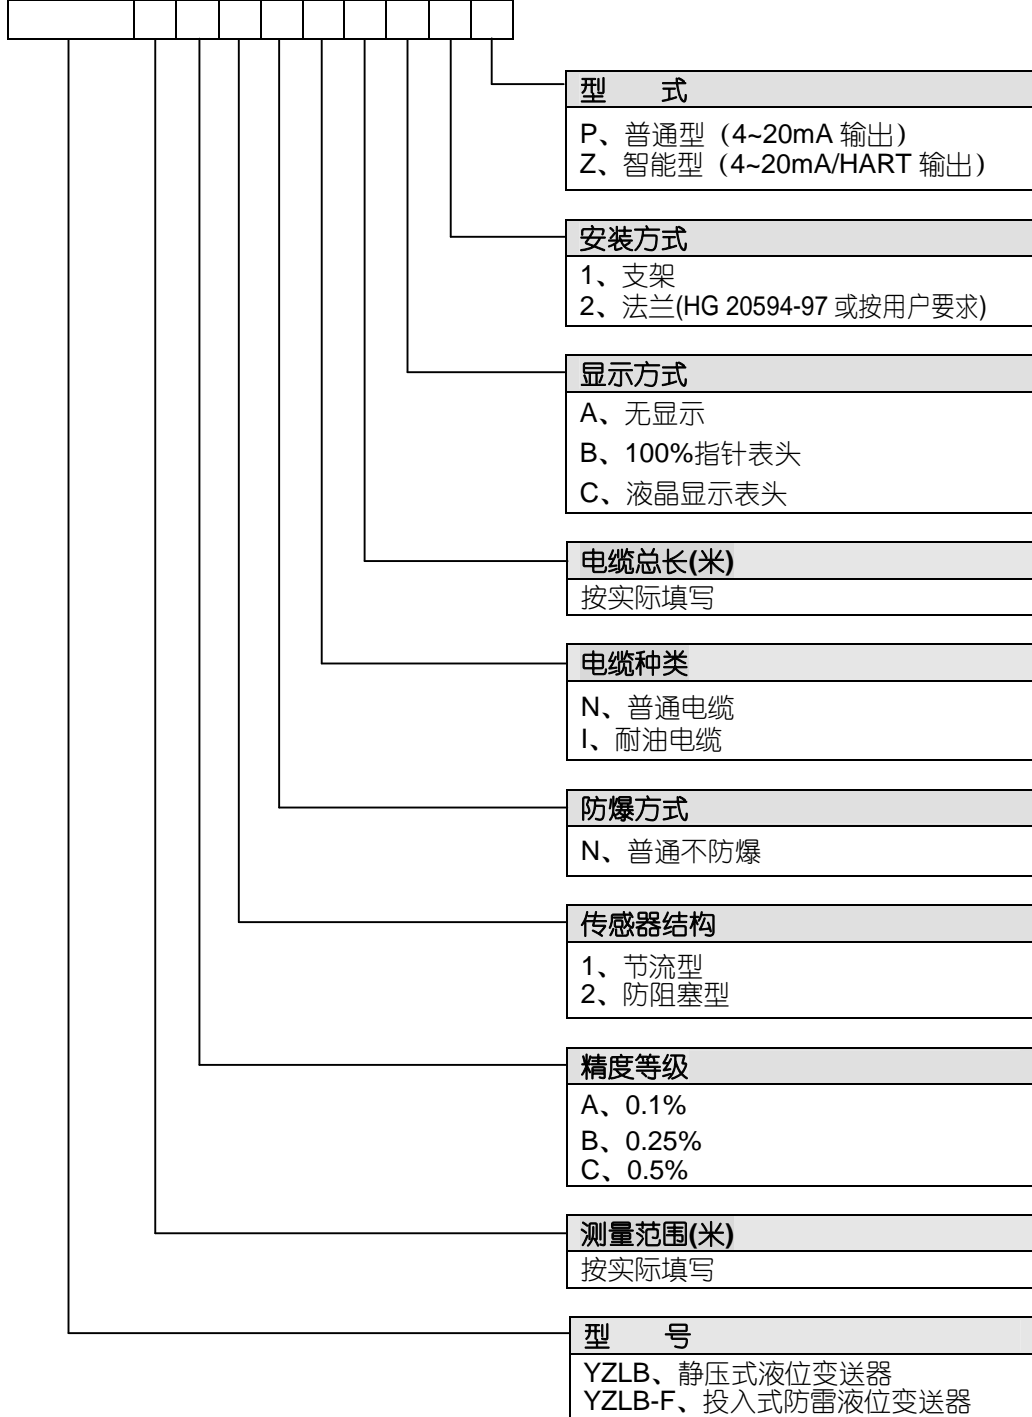 型 式
P、普通型（4~20mA 输出）
Z、智能型（4~20mA/HART 输出）
安装方式
1、支架
2、法兰(HG 20594-97 或按用户要求)
显示方式
A、无显示
B、100%指针表头
C、液晶显示表头
电缆总长(米)
按实际填写
电缆种类
N、普通电缆
I、耐油电缆
防爆方式
N、普通不防爆
传感器结构
1、节流型
2、防阻塞型
精度等级
A、0.1%
B、0.25%
C、0.5%
测量范围(米)
按实际填写
型 号
YZLB、静压式液位变送器
YZLB-F、投入式防雷液位变送器